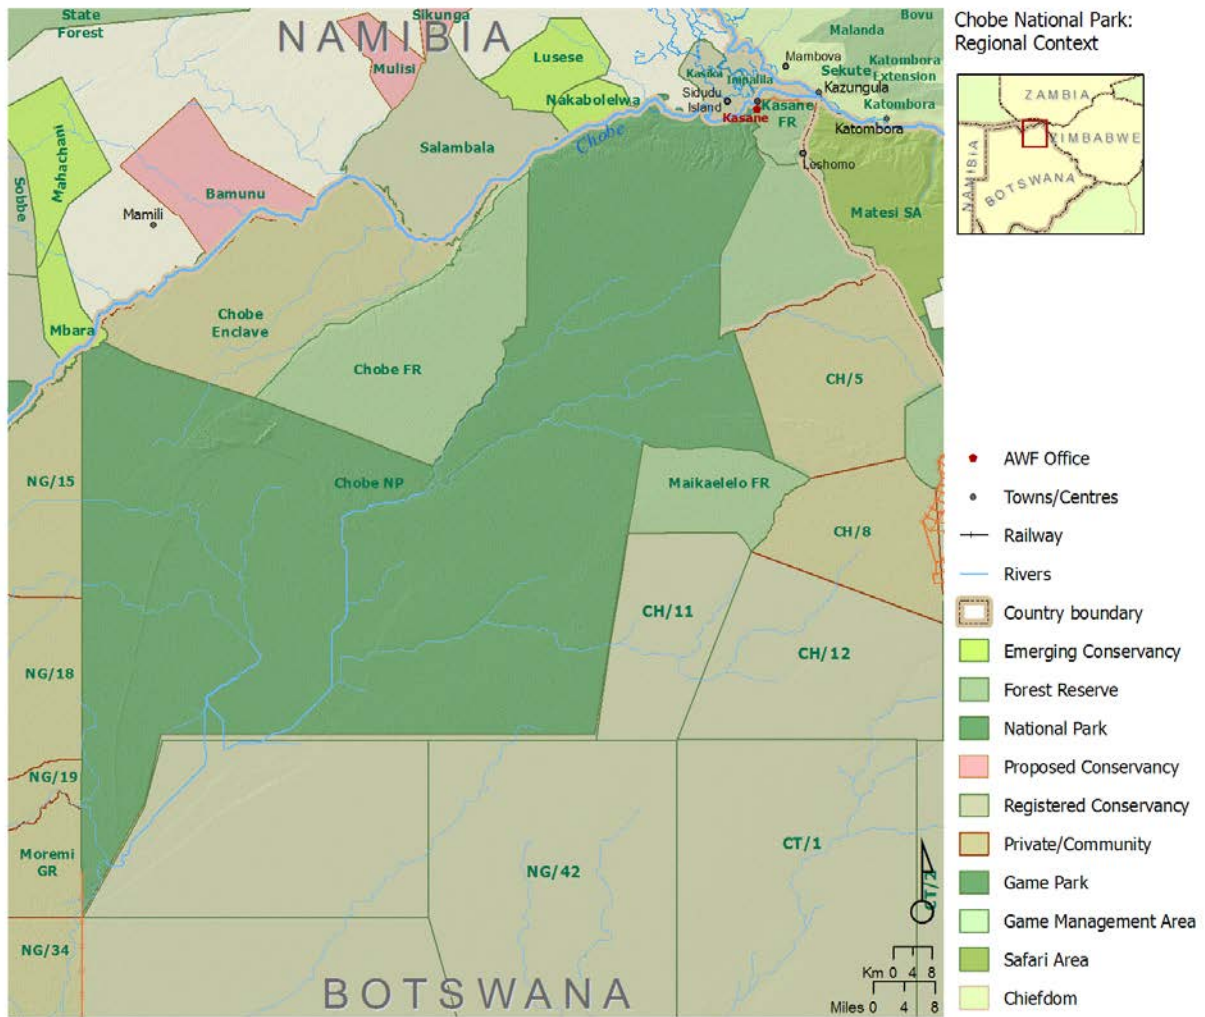 State
Forest
NAMIBIA
Sikunga
Mulisi
Lusese
Nakabolelwa
Bovu
Malanda
Mambova
Sekute
Katombora
Extension
Kasika
Impalila
Sidudu
Island
Kazungula
Kasane
Kasane
FR
Katombora
Katombora
Leshomo
Matesi SA
Mahachani
Sobbe
Bamunu
Mamili
Salambala
Chobe
Mbara
Chobe
Enclave
Chobe FR
CH/5
NG/15
Chobe NP
Maikaelelo FR
CH/8
CH/11
CH/12
NG/18
NG/19
Moremi
GR
NG/34
NG/42
CT/1
CT/2
BOTSWANA
Km 0 4 8
Miles 0 4 8
Chobe National Park:
Regional Context
ZAMBIA
ZIMBABWE
NAMIBIA
BOTSWANA
AWF Office
Towns/Centres
Railway
Rivers
Country boundary
Emerging Conservancy
Forest Reserve
National Park
Proposed Conservancy
Registered Conservancy
Private/Community
Game Park
Game Management Area
Safari Area
Chiefdom